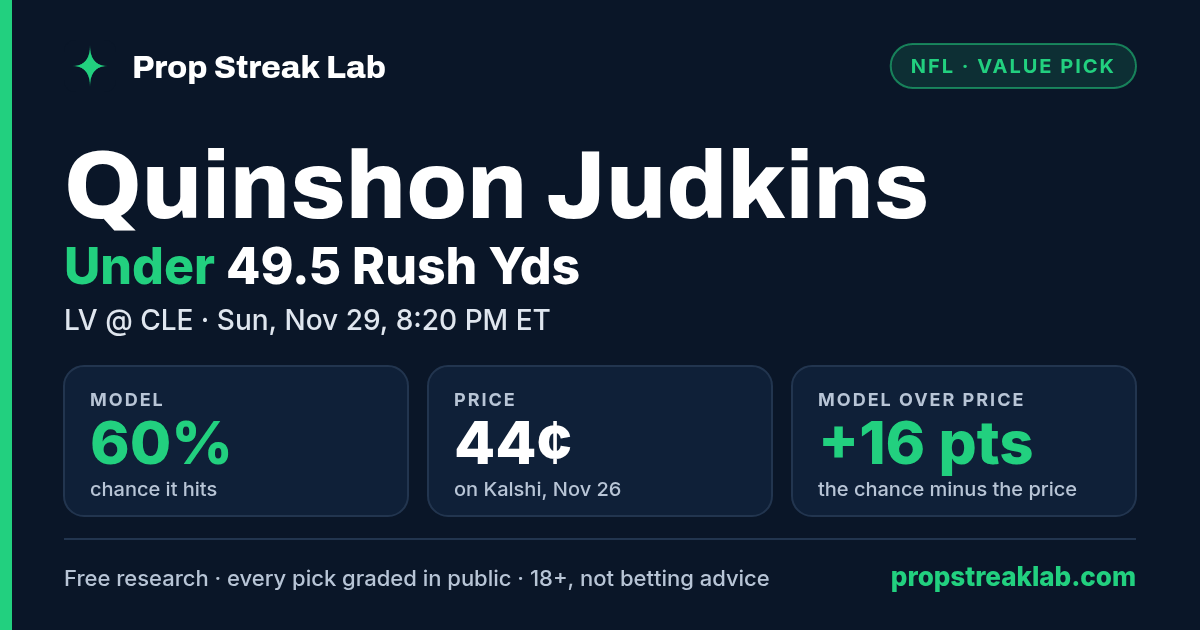 Prop Streak Lab
NFL · VALUE PICK
Quinshon Judkins
Under 49.5 Rush Yds
LV @ CLE · Sun, Nov 29, 8:20 PM ET
MODEL
60%
chance it hits
PRICE
44¢
on Kalshi, Nov 26
MODEL OVER PRICE
+16 pts
the chance minus the price
Free research · every pick graded in public · 18+, not betting advice
propstreaklab.com